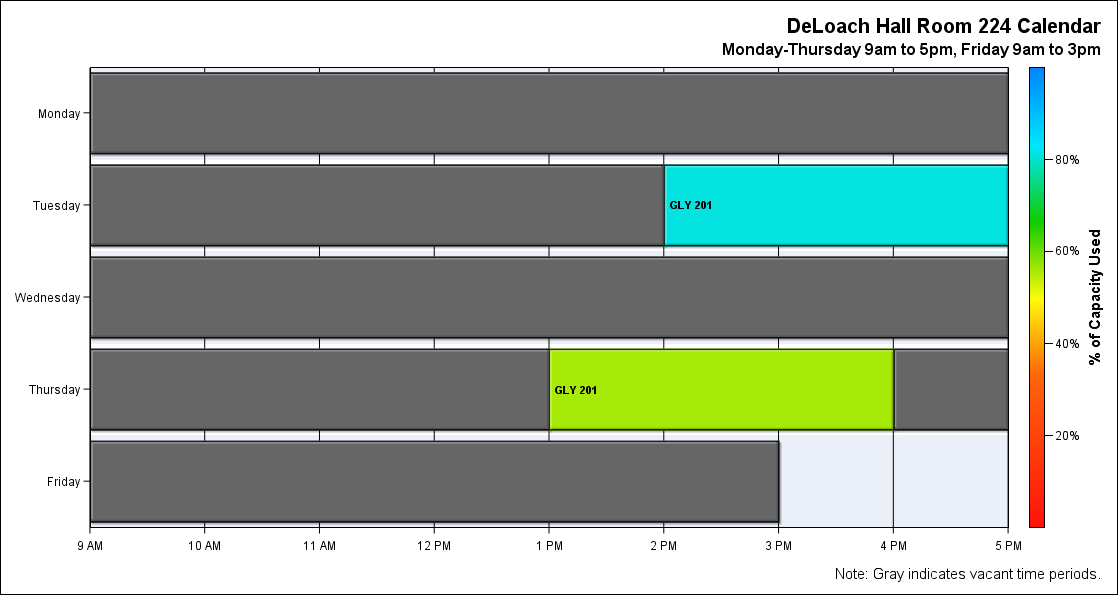 DeLoach Hall Room 224 Calendar
Monday-Thursday 9am to 5pm, Friday 9am to 3pm
Monday
Tuesday
GLY 201
Wednesday
Thursday
GLY 201
Friday
9 AM 10 AM 11 AM 12 PM 1 PM 2 PM 3 PM 4 PM 5 PM
80%
60%
40%
20%
% of Capacity Used
Note: Gray indicates vacant time periods.